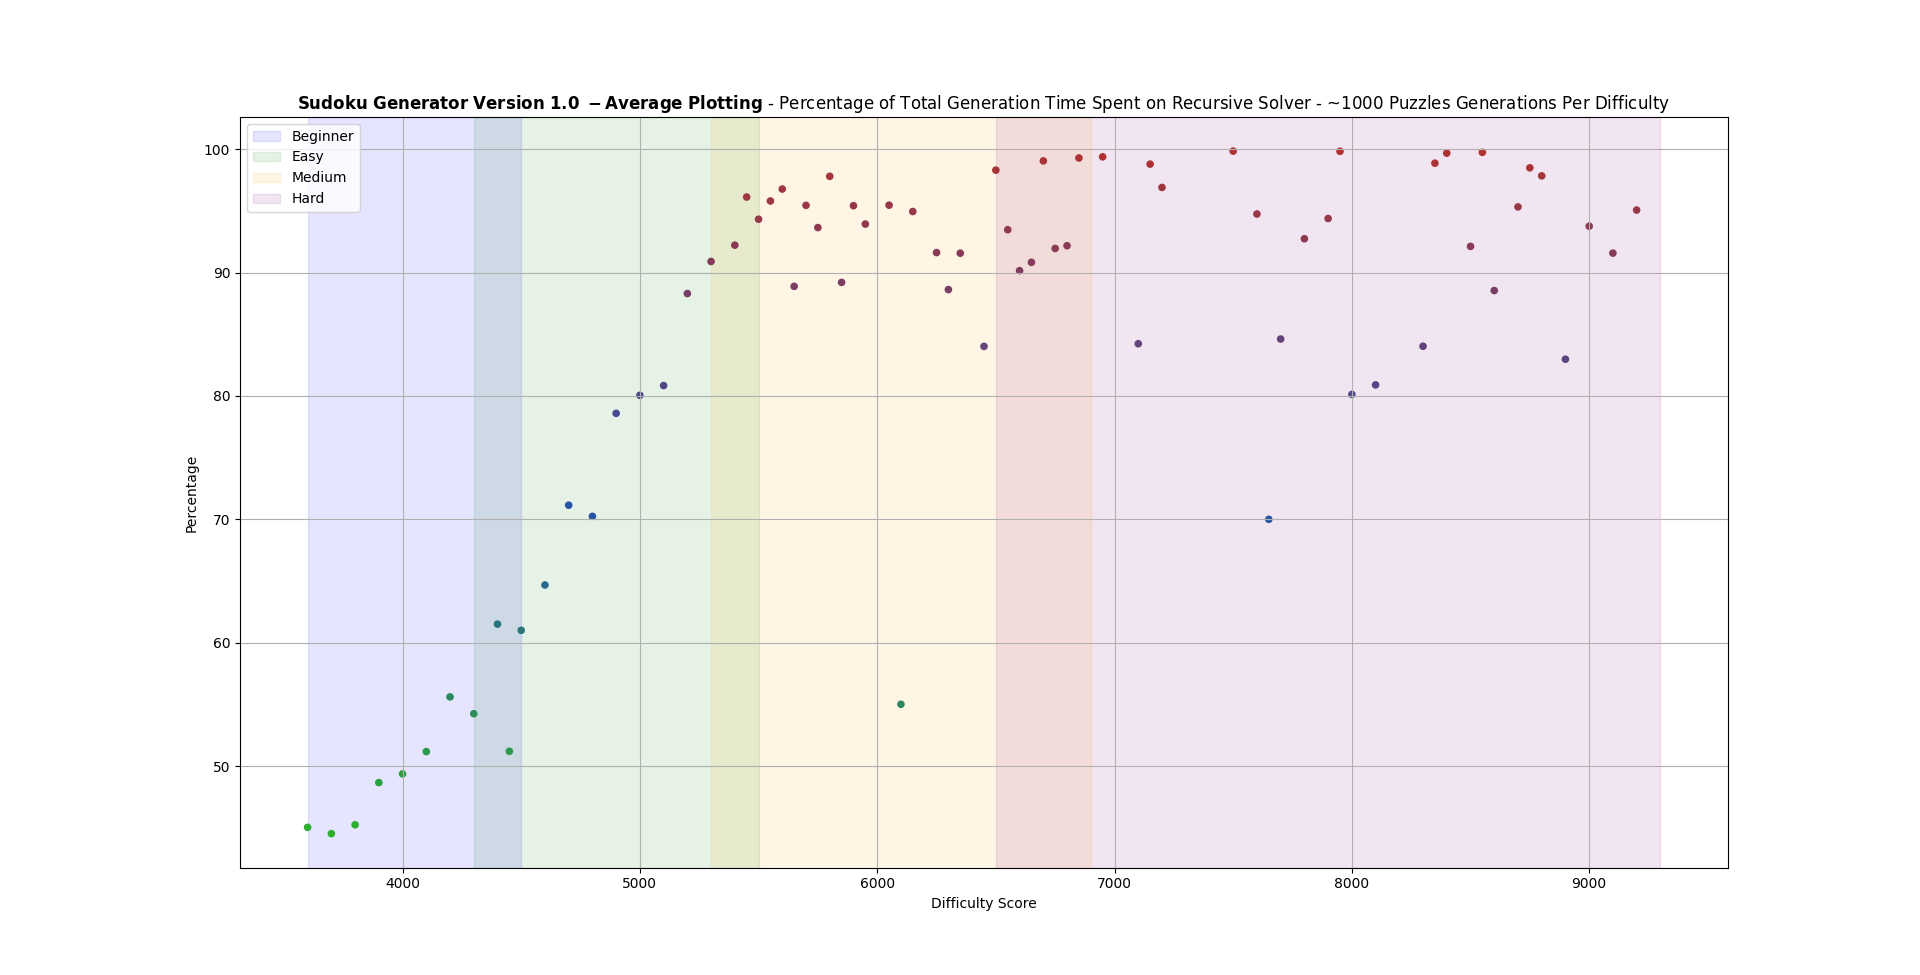 Sudoku Generator Version 1.0 − Average Plotting - Percentage of Total Generation Time Spent on Recursive Solver - ~1000 Puzzles Generations Per Difficulty
Beginner
Easy
Medium
Hard
100
90
80
70
60
50
Percentage
4000 5000 6000 7000 8000 9000
Difficulty Score